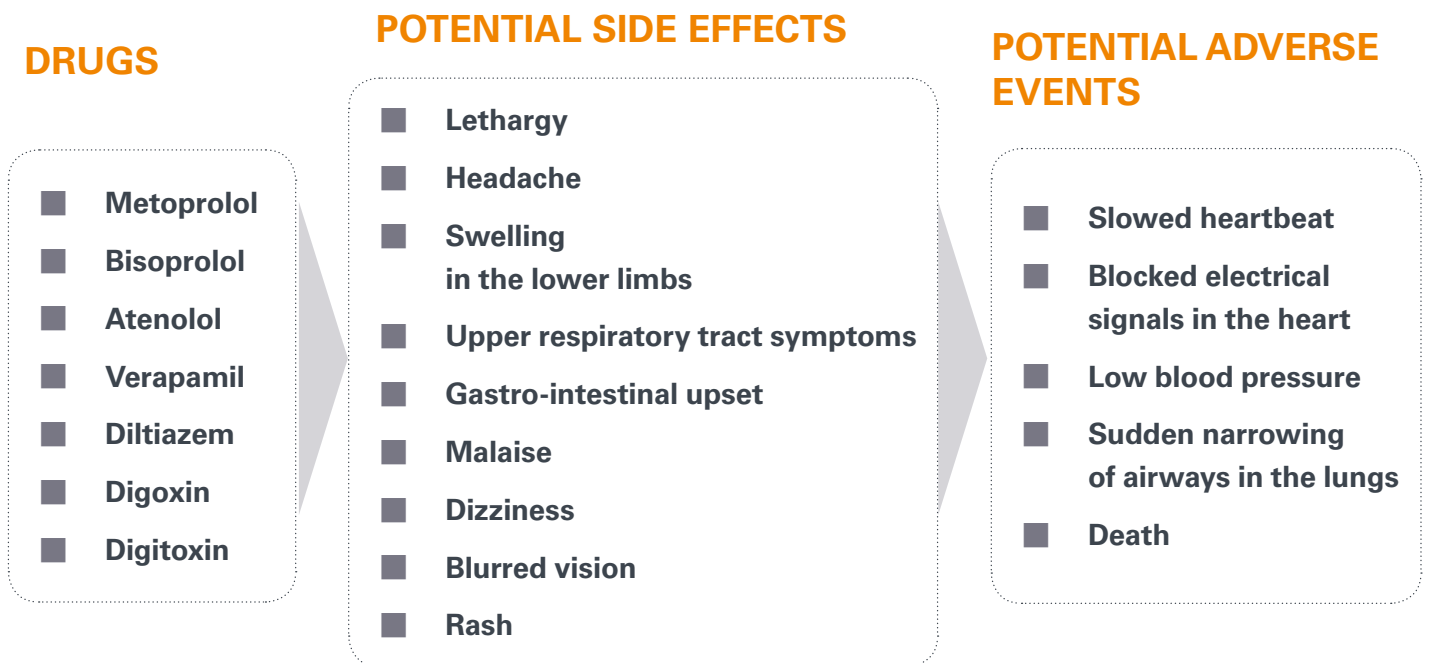 DRUGS
Metoprolol
Bisoprolol
Atenolol
Verapamil
Diltiazem
Digoxin
Digitoxin
POTENTIAL SIDE EFFECTS
Lethargy
Headache
Swelling
in the lower limbs
Upper respiratory tract symptoms
Gastro-intestinal upset
Malaise
Dizziness
Blurred vision
Rash
POTENTIAL ADVERSE
EVENTS
Slowed heartbeat
Blocked electrical
signals in the heart
Low blood pressure
Sudden narrowing
of airways in the lungs
Death